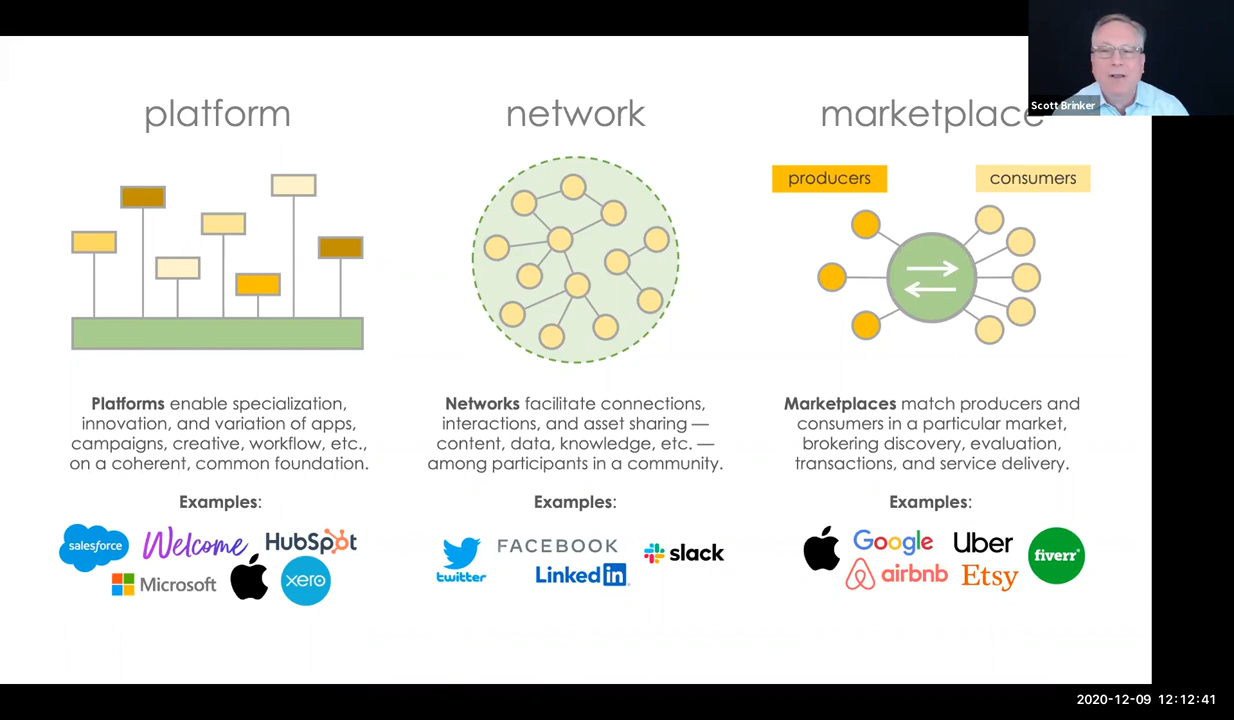 Scott Brinker
platform
network
marketplace
producers
consumers
Platforms enable specialization,
innovation, and variation of apps,
campaigns, creative, workflow, etc.,
on a coherent, common foundation.
Networks facilitate connections,
interactions, and asset sharing —
content, data, knowledge, etc. —
among participants in a community.
Marketplaces match producers and
consumers in a particular market,
brokering discovery, evaluation,
transactions, and service delivery.
Examples:
salesforce
Welcome
HubSpot
Microsoft
xero
Examples:
twitter
FACEBOOK
LinkedIn
slack
Examples:
Google
Uber
fiverr
airbnb
Etsy
2020-12-09 12:12:41